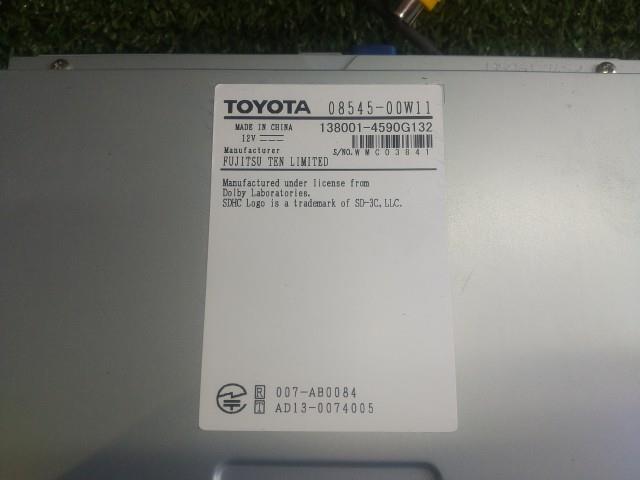 TOYOTA 08545-00W11
MADE IN CHINA 138001-4590G132
12V
Manufacturer S/NO.WMC03841
FUJITSU TEN LIMITED
Manufactured under license from
Dolby Laboratories.
SDHC Logo is a trademark of SD-3C, LLC.
R 007-AB0084
T AD13-0074005